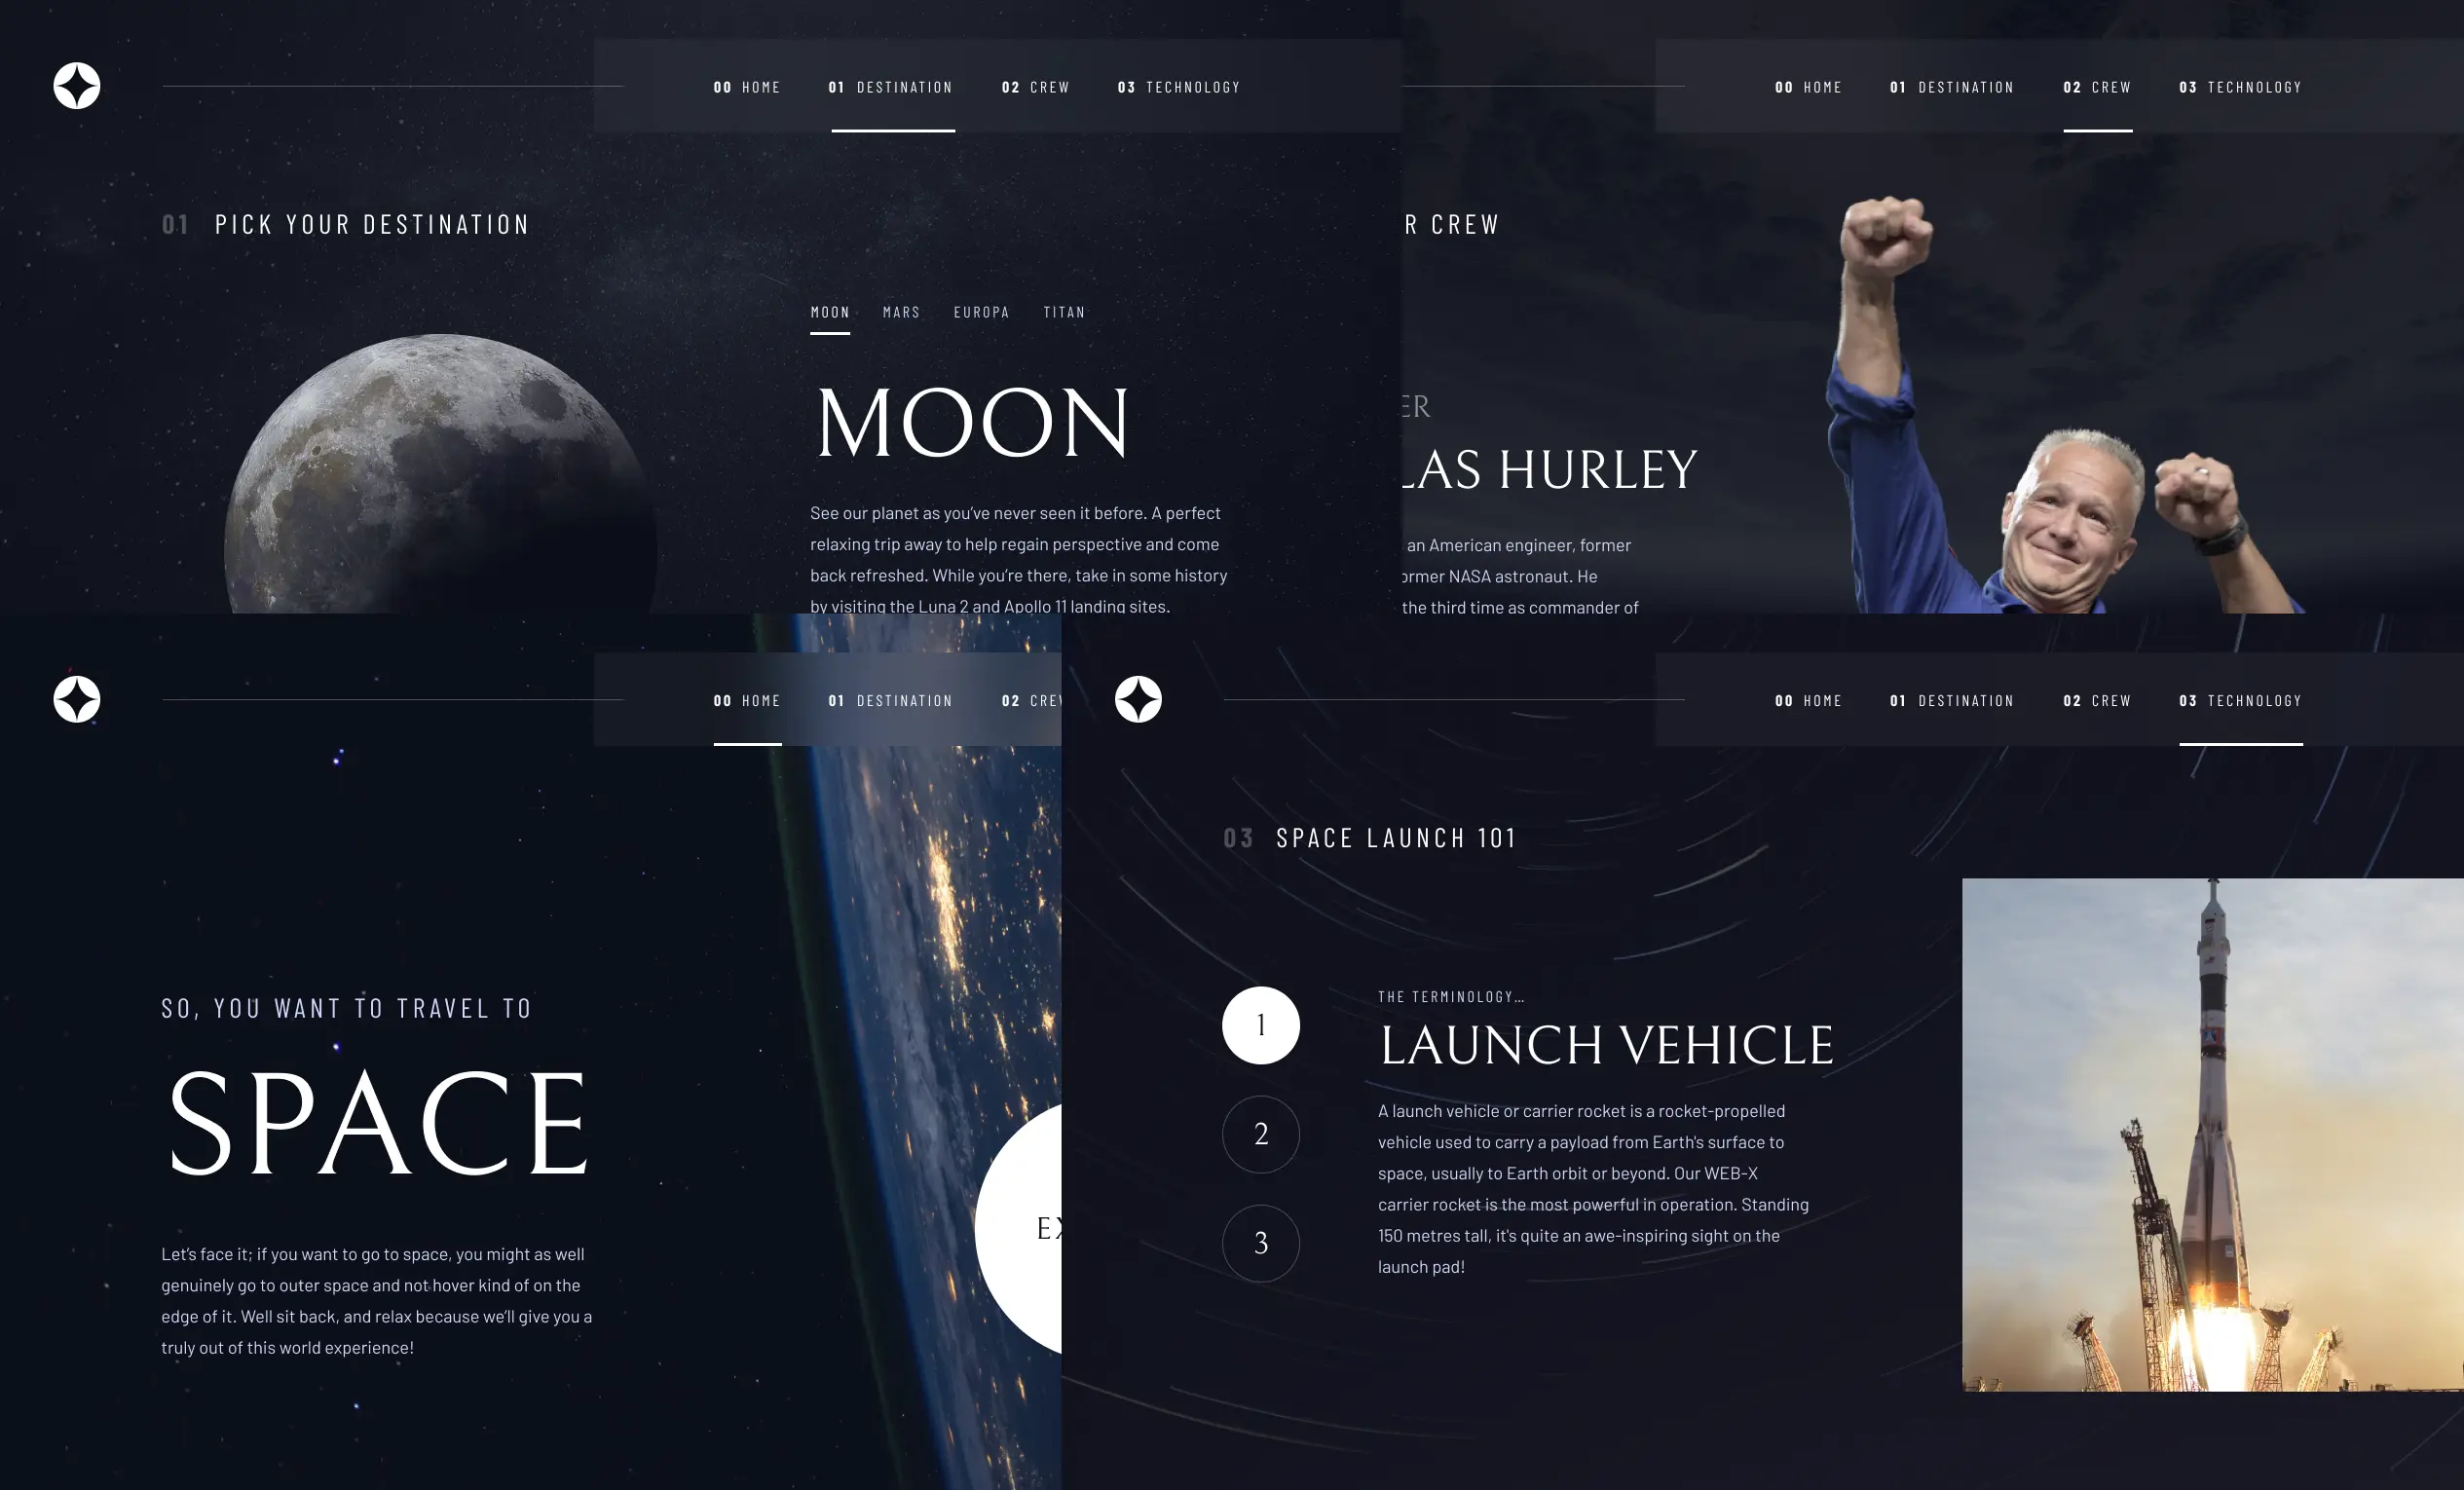 00 HOME 01 DESTINATION 02 CREW 03 TECHNOLOGY
01 PICK YOUR DESTINATION
MOON MARS EUROPA TITAN
MOON
See our planet as you’ve never seen it before. A perfect
relaxing trip away to help regain perspective and come
back refreshed. While you’re there, take in some history
by visiting the Luna 2 and Apollo 11 landing sites.
00 HOME 01 DESTINATION 02 CREW 03 TECHNOLOGY
R CREW
ER
LAS HURLEY
an American engineer, former
ormer NASA astronaut. He
the third time as commander of
00 HOME 01 DESTINATION 02 CREW
SO, YOU WANT TO TRAVEL TO
SPACE
Let’s face it; if you want to go to space, you might as well
genuinely go to outer space and not hover kind of on the
edge of it. Well sit back, and relax because we’ll give you a
truly out of this world experience!
EX
00 HOME 01 DESTINATION 02 CREW 03 TECHNOLOGY
03 SPACE LAUNCH 101
1
2
3
THE TERMINOLOGY…
LAUNCH VEHICLE
A launch vehicle or carrier rocket is a rocket-propelled
vehicle used to carry a payload from Earth's surface to
space, usually to Earth orbit or beyond. Our WEB-X
carrier rocket is the most powerful in operation. Standing
150 metres tall, it's quite an awe-inspiring sight on the
launch pad!